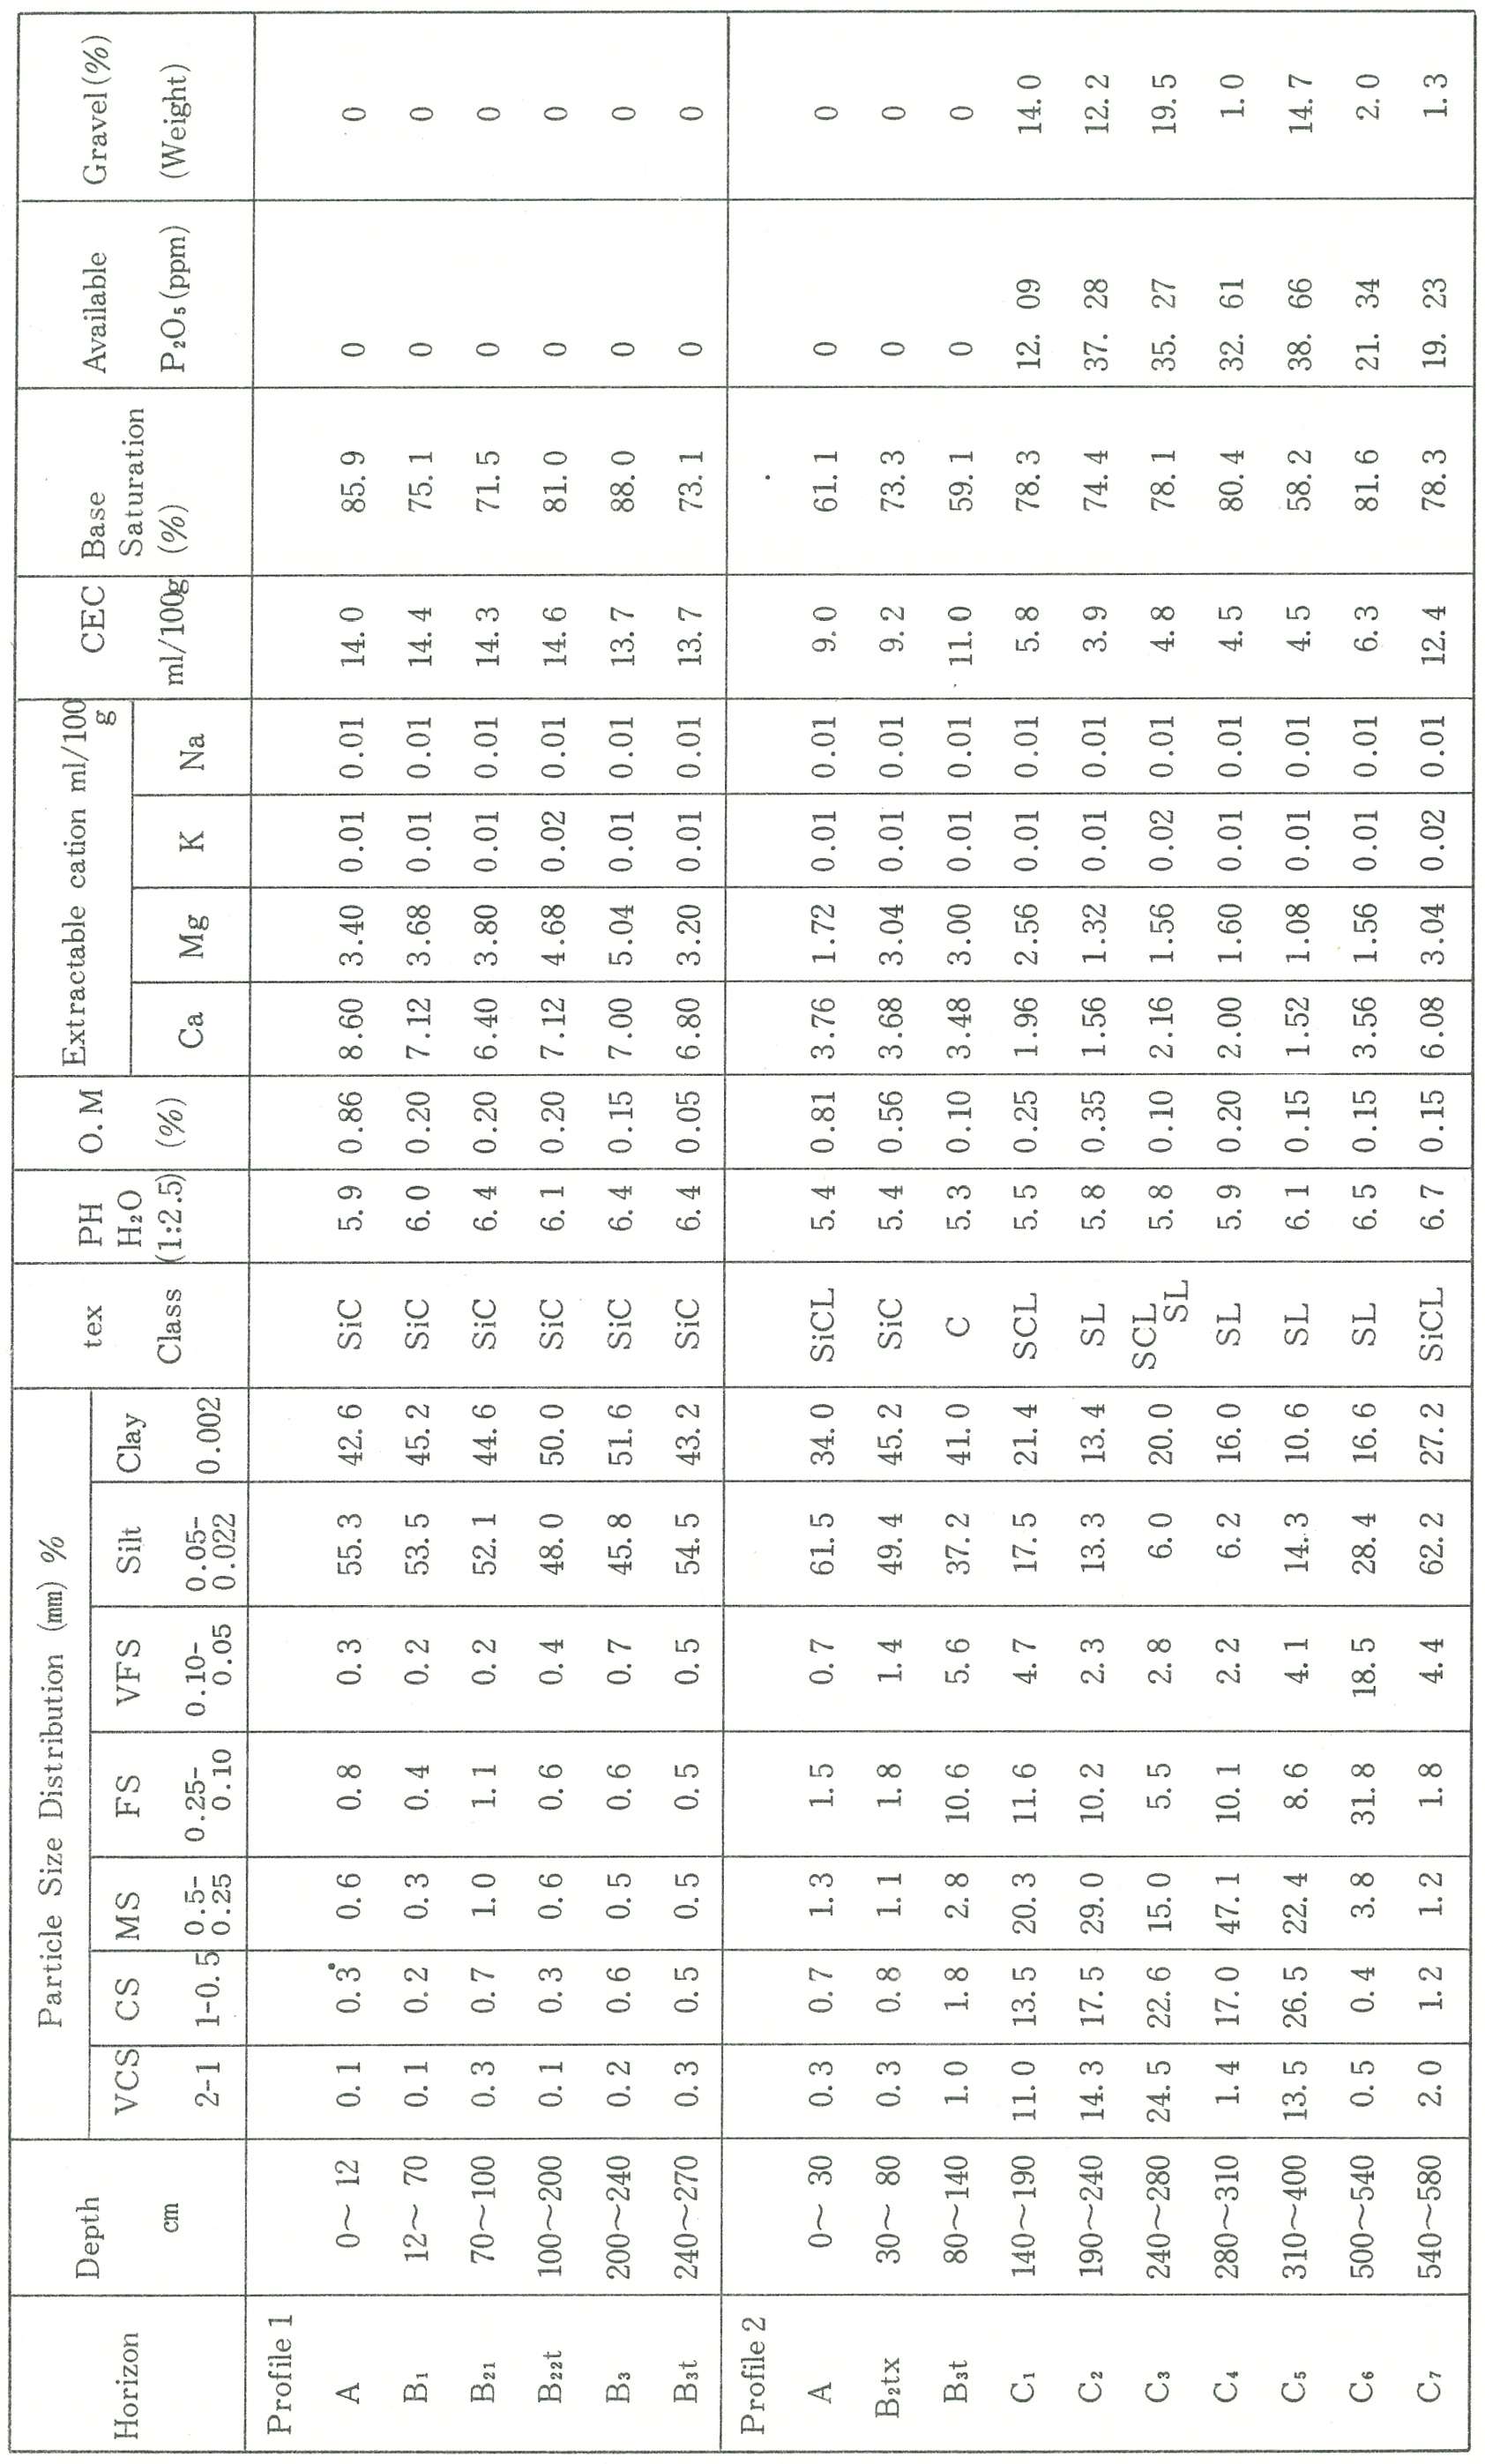 Horizon Depth cm Particle Size Distribution (mm) % tex Class PH H₂O (1:2.5) O.M (%) Extractable cation ml/100 g CEC ml/100g Base Saturation (%) Available P₂O₅(ppm) Gravel(%) (Weight)
VCS CS MS FS VFS Silt Clay
2-1 1-0.5 0.5-0.25 0.25-0.10 0.10-0.05 0.05-0.022 0.002 Ca Mg K Na
Profile 1
A 0~ 12 0.1 0.3 0.6 0.8 0.3 55.3 42.6 SiC 5.9 0.86 8.60 3.40 0.01 0.01 14.0 85.9 0 0
B₁ 12~ 70 0.1 0.2 0.3 0.4 0.2 53.5 45.2 SiC 6.0 0.20 7.12 3.68 0.01 0.01 14.4 75.1 0 0
B₂₁ 70~100 0.3 0.7 1.0 1.1 0.2 52.1 44.6 SiC 6.4 0.20 6.40 3.80 0.01 0.01 14.3 71.5 0 0
B₂₂t 100~200 0.1 0.3 0.6 0.6 0.4 48.0 50.0 SiC 6.1 0.20 7.12 4.68 0.02 0.01 14.6 81.0 0 0
B₃ 200~240 0.2 0.6 0.5 0.6 0.7 45.8 51.6 SiC 6.4 0.15 7.00 5.04 0.01 0.01 13.7 88.0 0 0
B₃t 240~270 0.3 0.5 0.5 0.5 0.5 54.5 43.2 SiC 6.4 0.05 6.80 3.20 0.01 0.01 13.7 73.1 0 0
Profile 2
A 0~ 30 0.3 0.7 1.3 1.5 0.7 61.5 34.0 SiCL 5.4 0.81 3.76 1.72 0.01 0.01 9.0 61.1 0 0
B₂tx 30~ 80 0.3 0.8 1.1 1.8 1.4 49.4 45.2 SiC 5.4 0.56 3.68 3.04 0.01 0.01 9.2 73.3 0 0
B₃t 80~140 1.0 1.8 2.8 10.6 5.6 37.2 41.0 C 5.3 0.10 3.48 3.00 0.01 0.01 11.0 59.1 0 0
C₁ 140~190 11.0 13.5 20.3 11.6 4.7 17.5 21.4 SCL 5.5 0.25 1.96 2.56 0.01 0.01 5.8 78.3 12. 09 14.0
C₂ 190~240 14.3 17.5 29.0 10.2 2.3 13.3 13.4 SL 5.8 0.35 1.56 1.32 0.01 0.01 3.9 74.4 37. 28 12.2
C₃ 240~280 24.5 22.6 15.0 5.5 2.8 6.0 20.0 SCL SL 5.8 0.10 2.16 1.56 0.02 0.01 4.8 78.1 35. 27 19.5
C₄ 280~310 1.4 17.0 47.1 10.1 2.2 6.2 16.0 SL 5.9 0.20 2.00 1.60 0.01 0.01 4.5 80.4 32. 61 1.0
C₅ 310~400 13.5 26.5 22.4 8.6 4.1 14.3 10.6 SL 6.1 0.15 1.52 1.08 0.01 0.01 4.5 58.2 38. 66 14.7
C₆ 500~540 0.5 0.4 3.8 31.8 18.5 28.4 16.6 SL 6.5 0.15 3.56 1.56 0.01 0.01 6.3 81.6 21. 34 2.0
C₇ 540~580 2.0 1.2 1.2 1.8 4.4 62.2 27.2 SiCL 6.7 0.15 6.08 3.04 0.02 0.01 12.4 78.3 19. 23 1.3